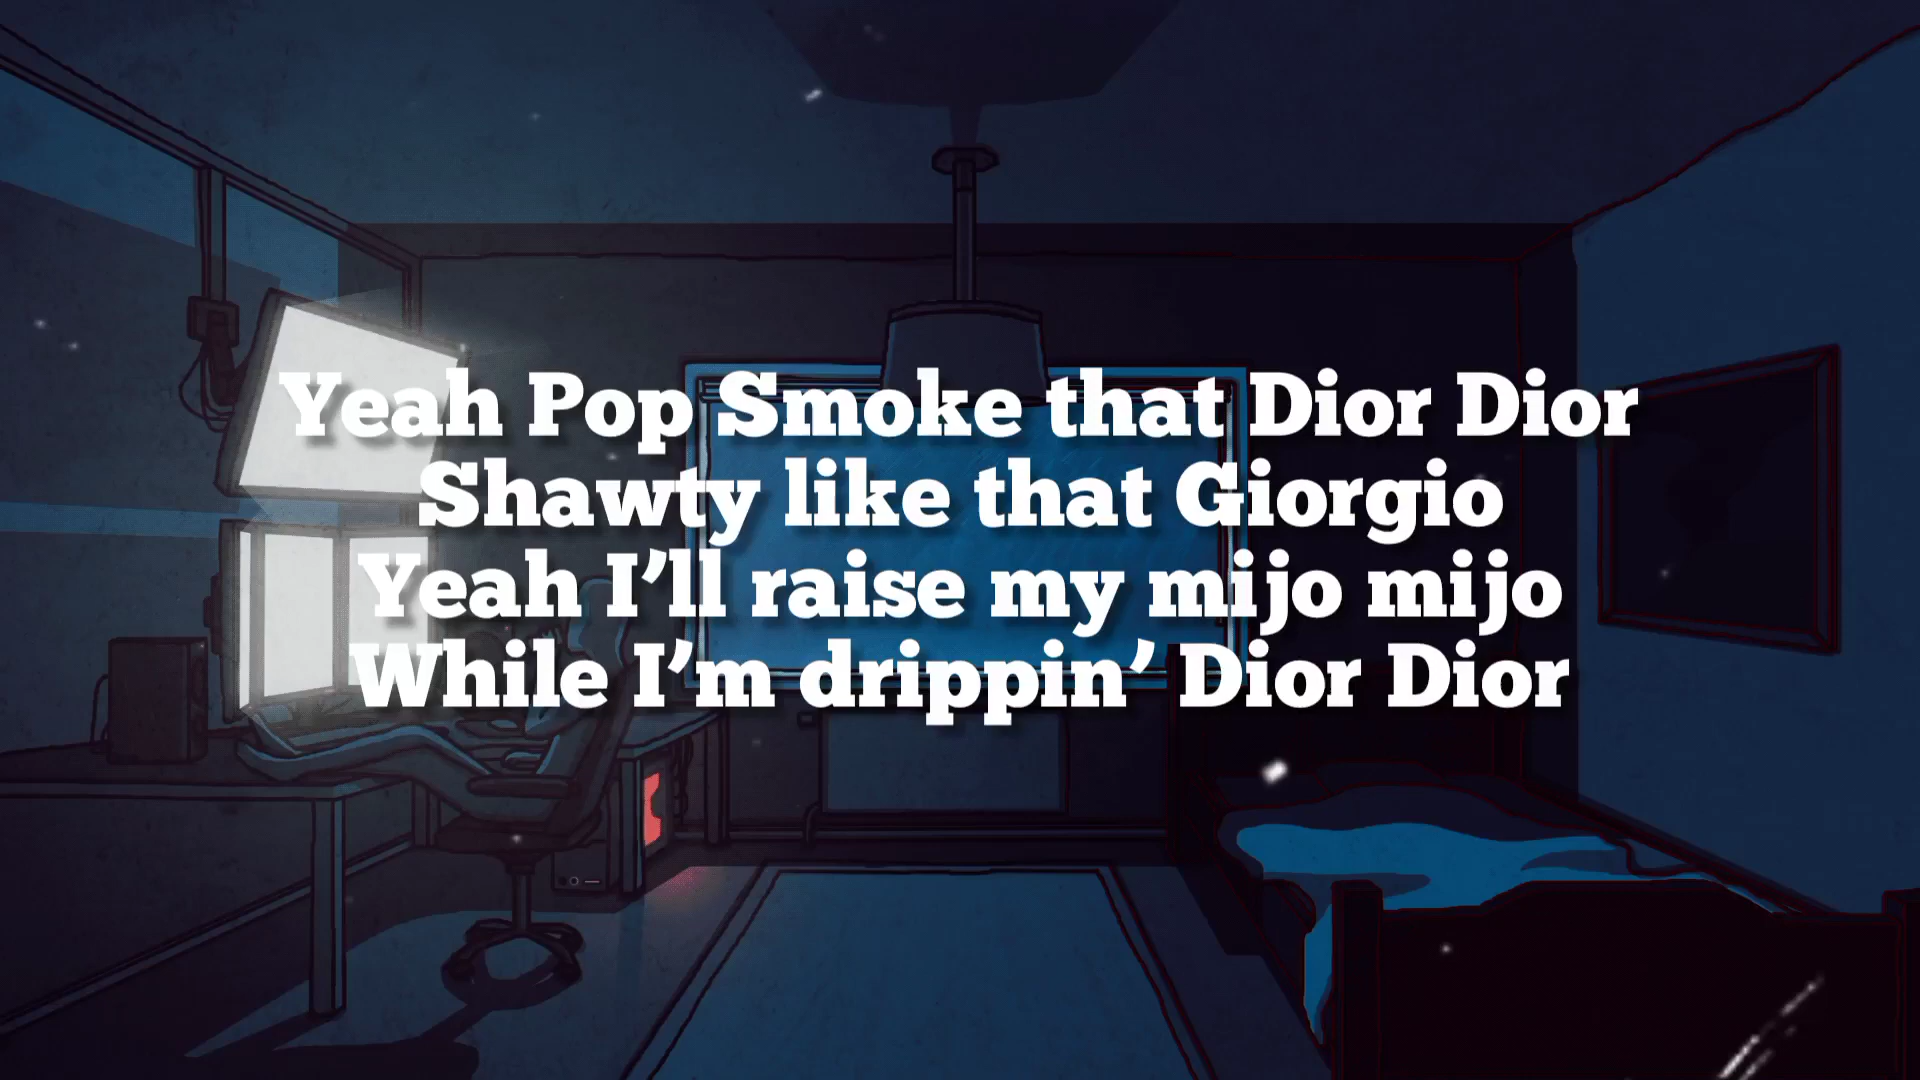 Yeah Pop Smoke that Dior Dior
Shawty like that Giorgio
Yeah I’ll raise my mijo mijo
While I’m drippin’ Dior Dior